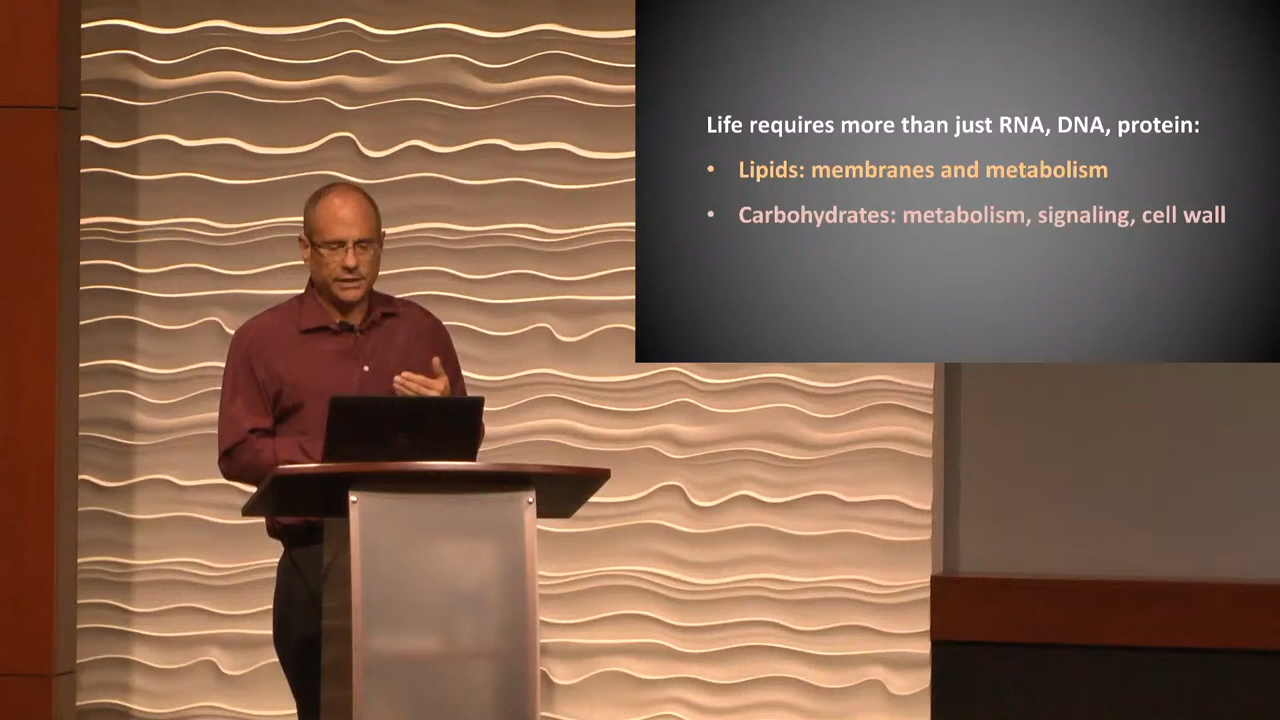 Life requires more than just RNA, DNA, protein:
• Lipids: membranes and metabolism
• Carbohydrates: metabolism, signaling, cell wall